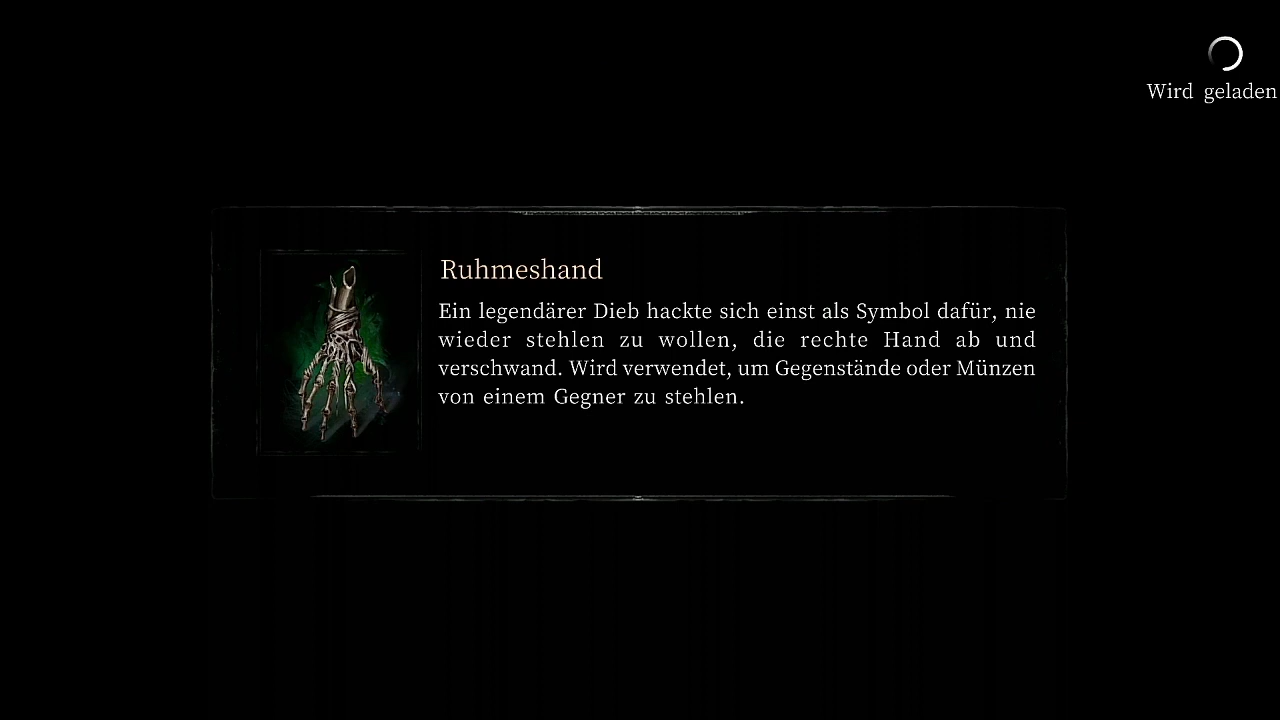 Wird geladen
Ruhmeshand
Ein legendärer Dieb hackte sich einst als Symbol dafür, nie
wieder stehlen zu wollen, die rechte Hand ab und
verschwand. Wird verwendet, um Gegenstände oder Münzen
von einem Gegner zu stehlen.